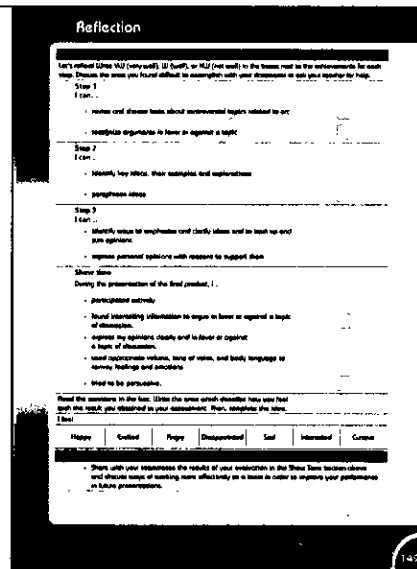 Reflection
Let's reflect! Write VW (very well), W (well), or NW (not well) in the boxes next to the achievements for each
step. Discuss the areas you found difficult to accomplish with your classmates or ask your teacher for help.
Step 1
I can...
• revise and discuss texts about controversial topics related to art
• recognize arguments in favor or against a topic
Step 2
I can...
• identify key ideas, their examples and explanations
• paraphrase ideas
Step 3
I can...
• identify ways to emphasize and clarify ideas and to back up and
join opinions
• express personal opinions with reasons to support them
Show time
During the presentation of the final product, I...
• participated actively
• found interesting information to argue in favor or against a topic
of discussion.
• express my opinions clearly and in favor or against
a topic of discussion.
• used appropriate volume, tone of voice, and body language to
convey feelings and emotions
• tried to be persuasive.
Read the emotions in the box. Write the ones which describe how you feel
with the result you obtained in your assessment. Then, complete the idea.
I feel
Happy Excited Angry Disappointed Sad Interested Curious
• Share with your teammates the results of your evaluation in the Show Time section above
and discuss ways of working more effectively as a team in order to improve your performance
in future presentations.
149